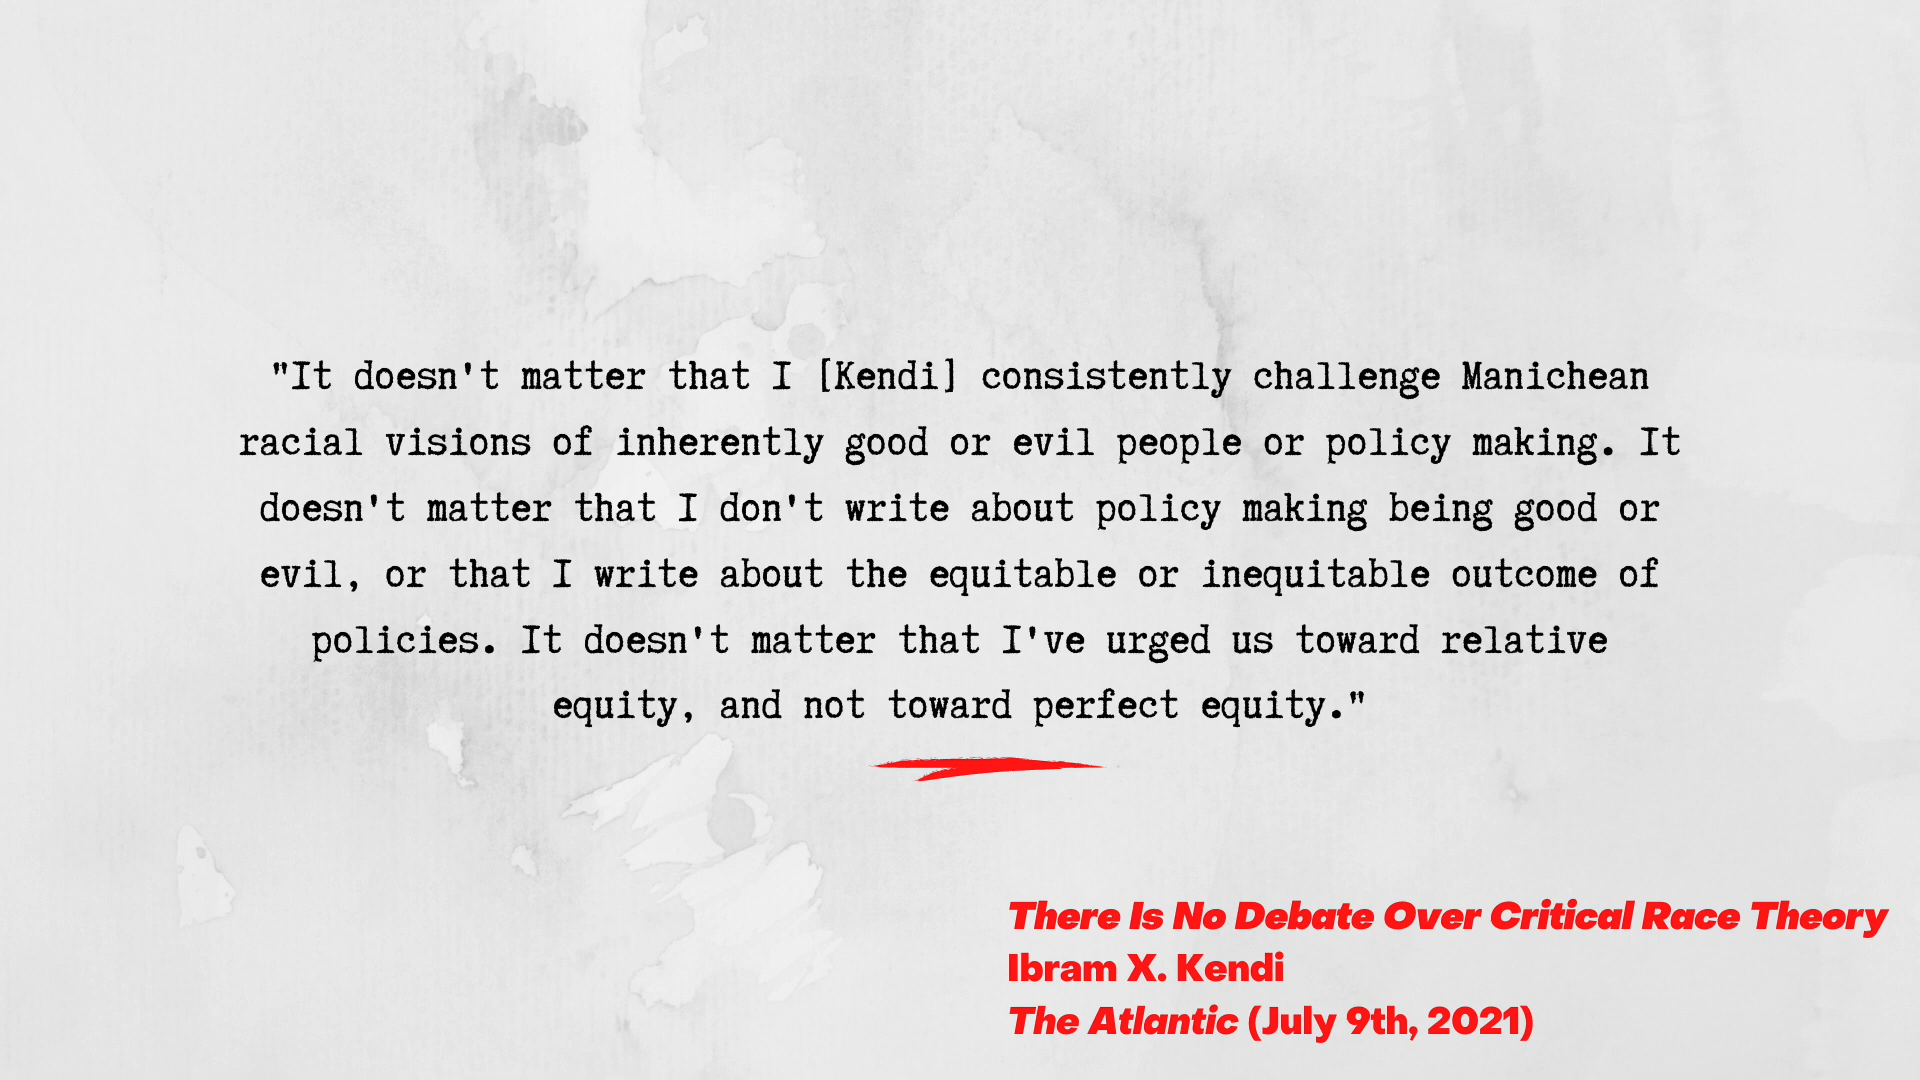 "It doesn't matter that I [Kendi] consistently challenge Manichean
racial visions of inherently good or evil people or policy making. It
doesn't matter that I don't write about policy making being good or
evil, or that I write about the equitable or inequitable outcome of
policies. It doesn't matter that I've urged us toward relative
equity, and not toward perfect equity."
There Is No Debate Over Critical Race Theory
Ibram X. Kendi
The Atlantic (July 9th, 2021)